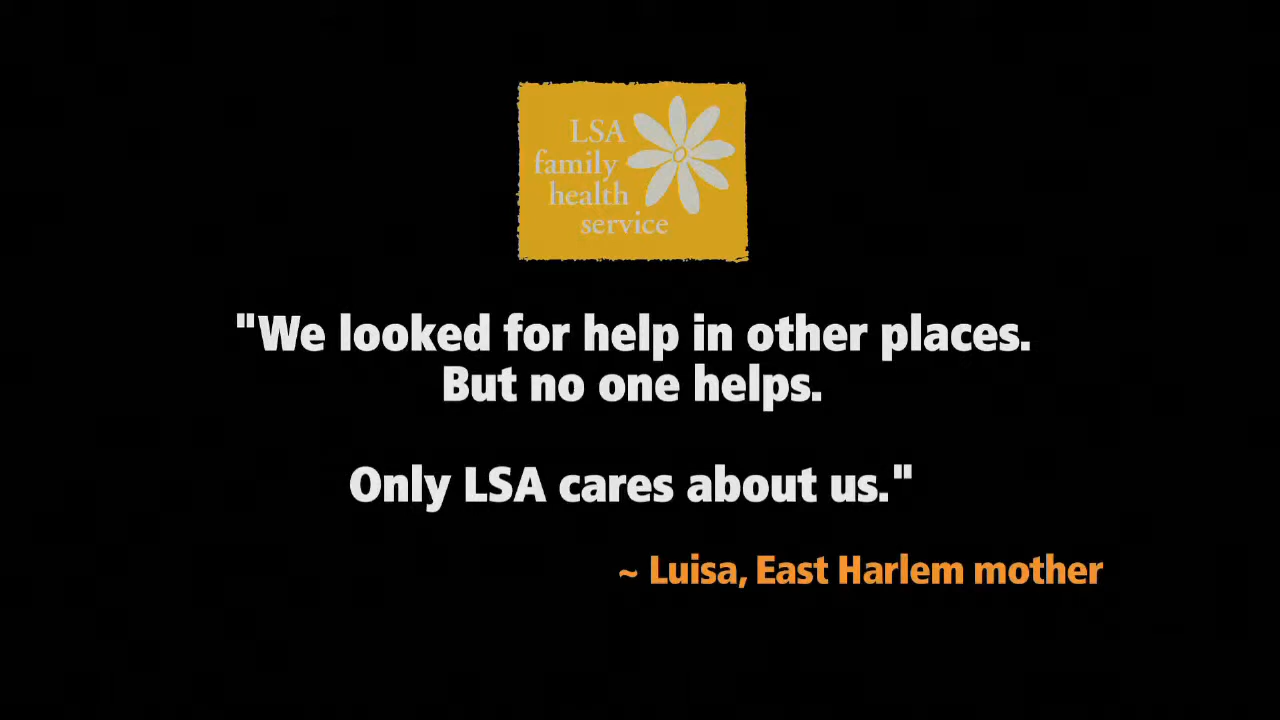 LSA
family
health
service
"We looked for help in other places.
But no one helps.
Only LSA cares about us."
~ Luisa, East Harlem mother